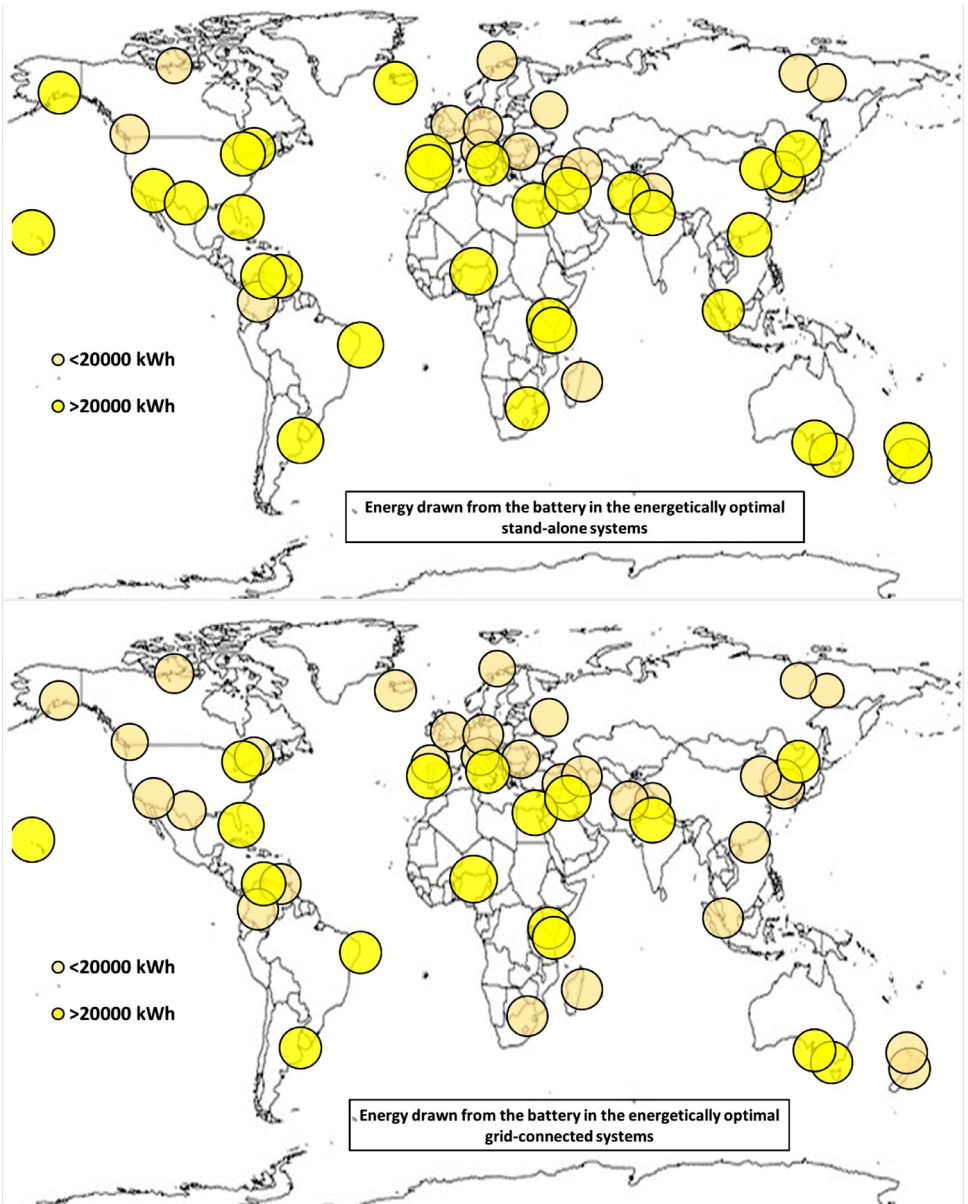 <20000 kWh
>20000 kWh
Energy drawn from the battery in the energetically optimal
stand-alone systems
<20000 kWh
>20000 kWh
Energy drawn from the battery in the energetically optimal
grid-connected systems